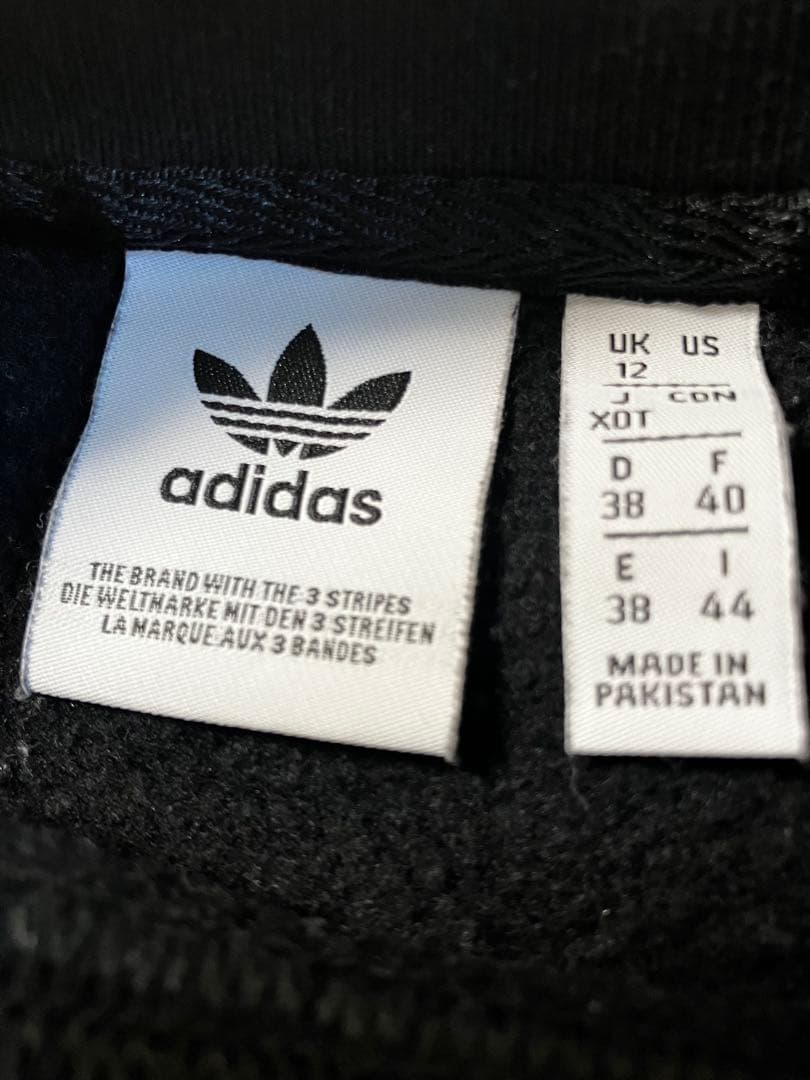 adidas
THE BRAND WITH THE 3 STRIPES
DIE WELTMARKE MIT DEN 3 STREIFEN
LA MARQUE AUX 3 BANDES
UK US
12
J CDN
XOT
D F
38 40
E I
38 44
MADE IN
PAKISTAN